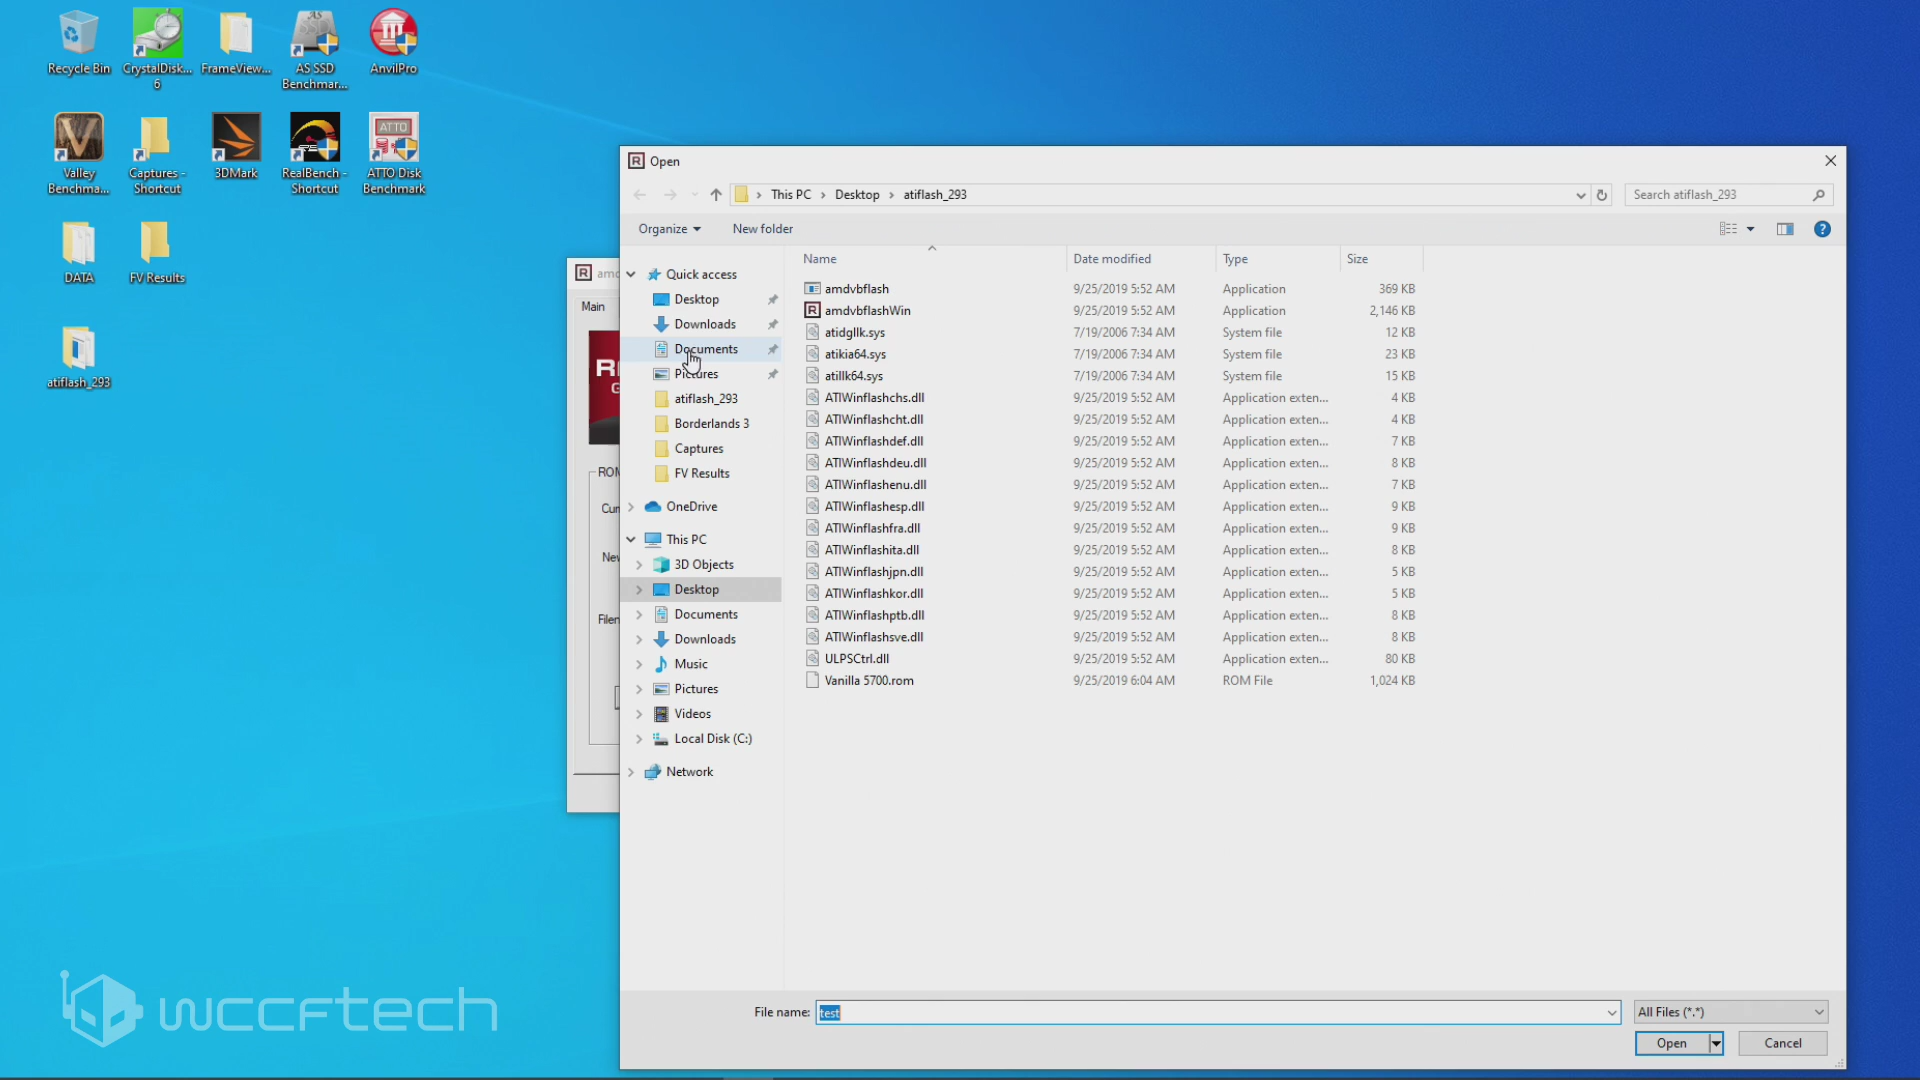 Recycle Bin
CrystalDisk...
6
FrameView...
AS SSD
Benchmar...
AnvilPro
Valley
Benchma...
Captures -
Shortcut
3DMark
RealBench -
Shortcut
ATTO
ATTO Disk
Benchmark
DATA
FV Results
atiflash_293
Main
Open
This PC
Desktop
atiflash_293
Search atiflash_293
Organize
New folder
Name
Date modified
Type
Size
Quick access
Desktop
Downloads
Documents
Pictures
atiflash_293
Borderlands 3
Captures
FV Results
OneDrive
This PC
3D Objects
Desktop
Documents
Downloads
Music
Pictures
Videos
Local Disk (C:)
Network
amdvbflash 9/25/2019 5:52 AM Application 369 KB
amdvbflashWin 9/25/2019 5:52 AM Application 2,146 KB
atidgllk.sys 7/19/2006 7:34 AM System file 12 KB
atikia64.sys 7/19/2006 7:34 AM System file 23 KB
atillk64.sys 7/19/2006 7:34 AM System file 15 KB
ATIWinflashchs.dll 9/25/2019 5:52 AM Application exten... 4 KB
ATIWinflashcht.dll 9/25/2019 5:52 AM Application exten... 4 KB
ATIWinflashdef.dll 9/25/2019 5:52 AM Application exten... 7 KB
ATIWinflashdeu.dll 9/25/2019 5:52 AM Application exten... 8 KB
ATIWinflashenu.dll 9/25/2019 5:52 AM Application exten... 7 KB
ATIWinflashesp.dll 9/25/2019 5:52 AM Application exten... 9 KB
ATIWinflashfra.dll 9/25/2019 5:52 AM Application exten... 9 KB
ATIWinflashita.dll 9/25/2019 5:52 AM Application exten... 8 KB
ATIWinflashjpn.dll 9/25/2019 5:52 AM Application exten... 5 KB
ATIWinflashkor.dll 9/25/2019 5:52 AM Application exten... 5 KB
ATIWinflashptb.dll 9/25/2019 5:52 AM Application exten... 8 KB
ATIWinflashsve.dll 9/25/2019 5:52 AM Application exten... 8 KB
ULPSCtrl.dll 9/25/2019 5:52 AM Application exten... 80 KB
Vanilla 5700.rom 9/25/2019 6:04 AM ROM File 1,024 KB
File name: test
All Files (*.*)
Open
Cancel
wccftech